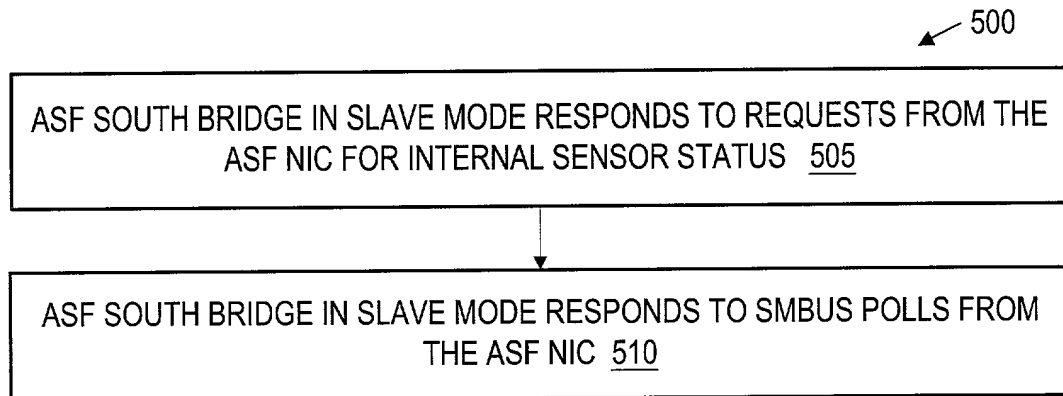 500
ASF SOUTH BRIDGE IN SLAVE MODE RESPONDS TO REQUESTS FROM THE
ASF NIC FOR INTERNAL SENSOR STATUS 505
ASF SOUTH BRIDGE IN SLAVE MODE RESPONDS TO SMBUS POLLS FROM
THE ASF NIC 510